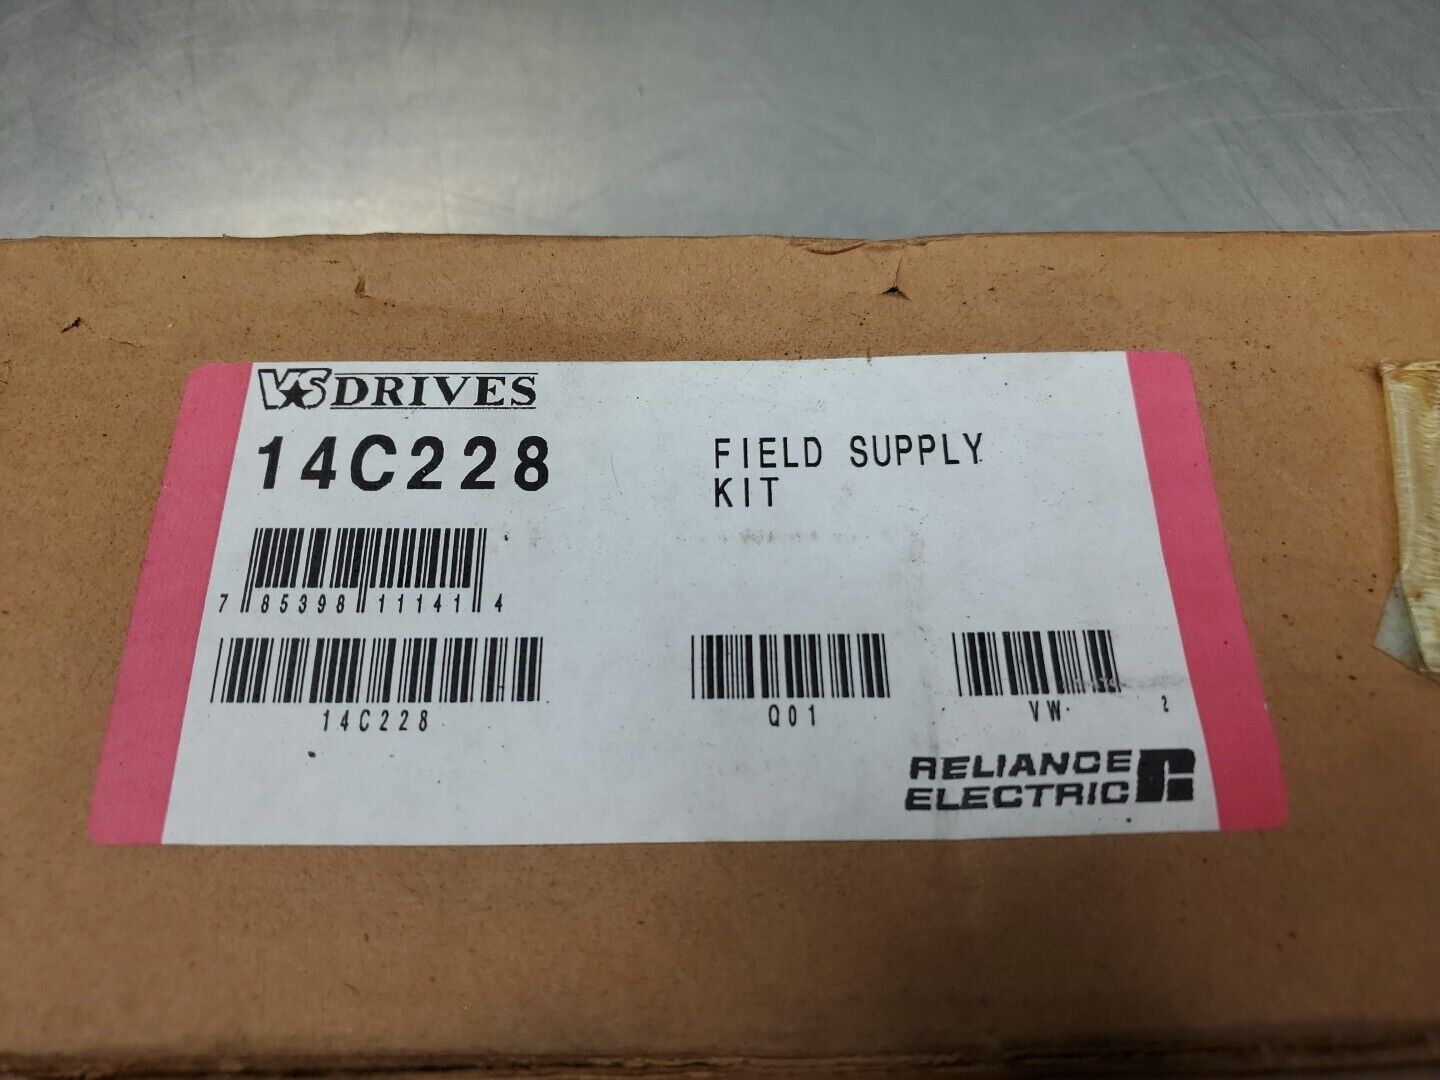 VS DRIVES
14C228
FIELD SUPPLY
KIT
7 85398 11141 4
14C228
Q01
VW
2
RELIANCE
ELECTRIC